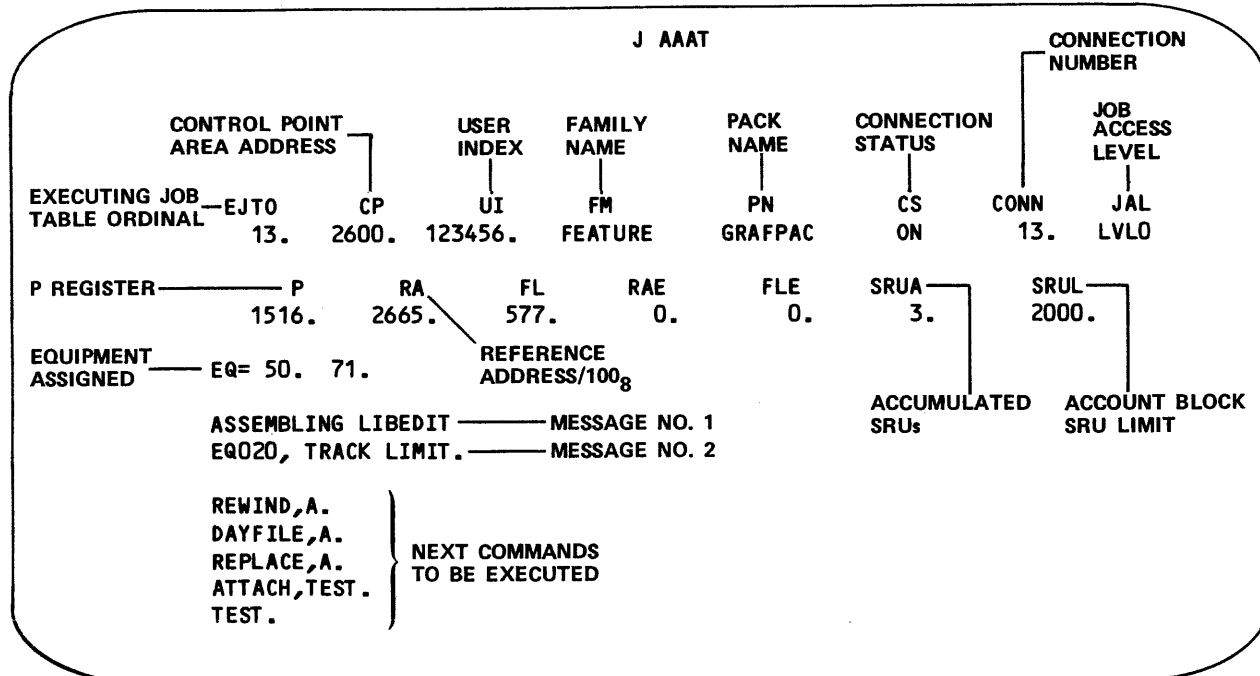 J AAAT
CONNECTION
NUMBER
CONTROL POINT
AREA ADDRESS
USER
INDEX
FAMILY
NAME
PACK
NAME
CONNECTION
STATUS
JOB
ACCESS
LEVEL
EXECUTING JOB
TABLE ORDINAL
EJTO CP UI FM PN CS CONN JAL
13. 2600. 123456. FEATURE GRAFPAC ON 13. LVL0
P REGISTER
P RA FL RAE FLE SRUA SRUL
1516. 2665. 577. 0. 0. 3. 2000.
EQUIPMENT
ASSIGNED
EQ= 50. 71.
REFERENCE
ADDRESS/100₈
ACCUMULATED
SRUs
ACCOUNT BLOCK
SRU LIMIT
ASSEMBLING LIBEDIT MESSAGE NO. 1
EQ020, TRACK LIMIT. MESSAGE NO. 2
REWIND,A.
DAYFILE,A.
REPLACE,A.
ATTACH,TEST.
TEST.
NEXT COMMANDS
TO BE EXECUTED